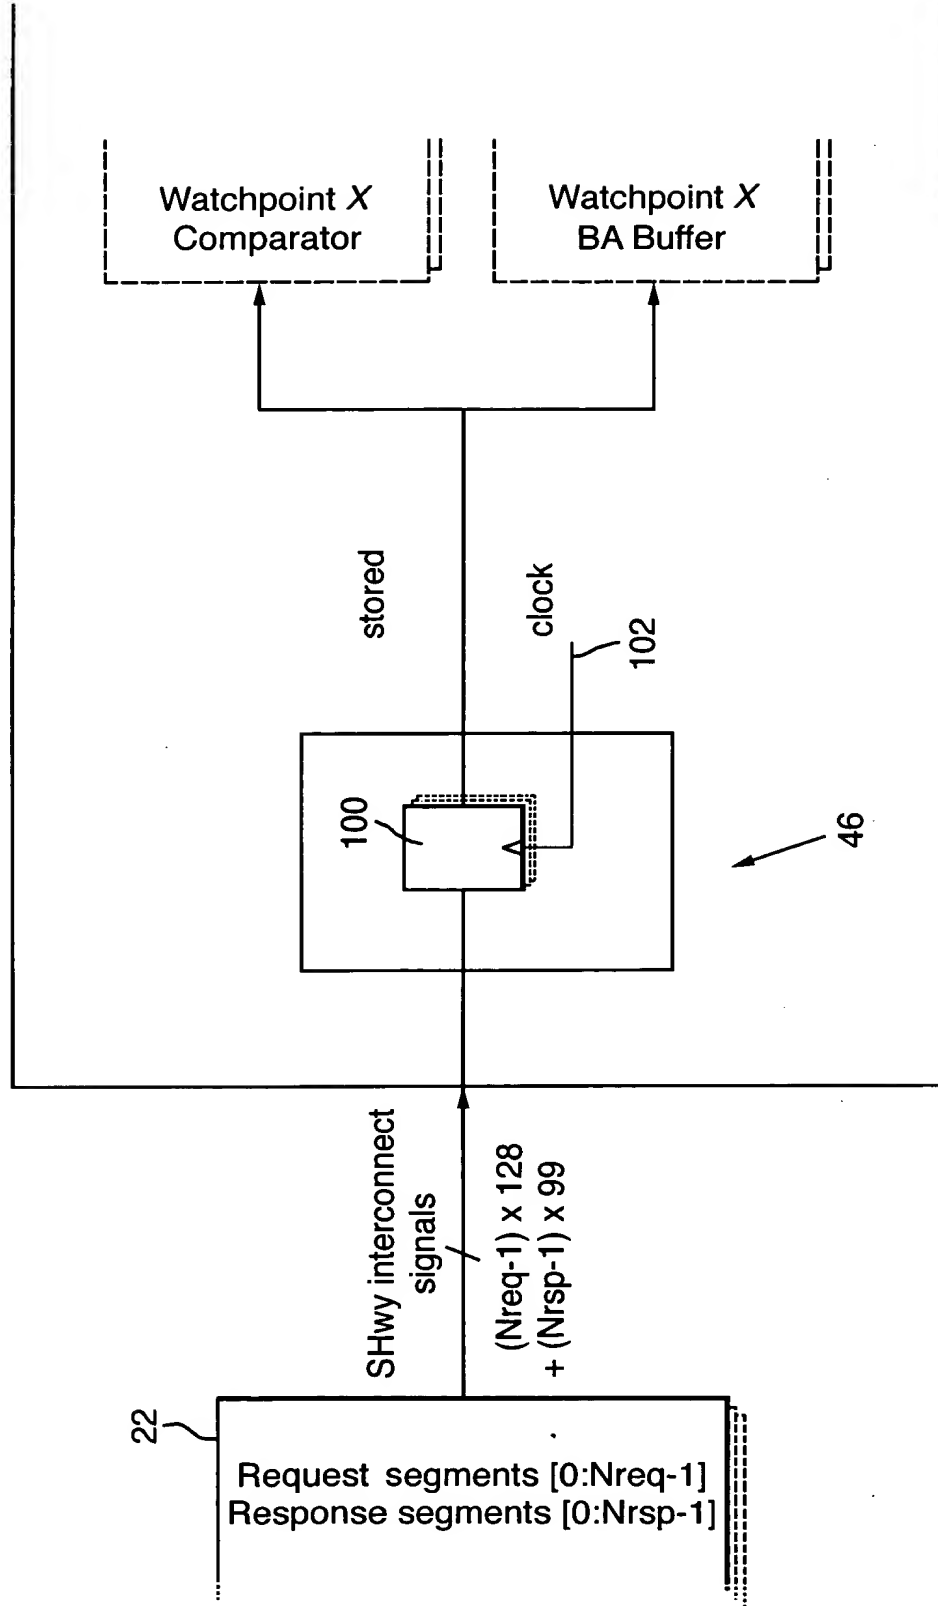 Watchpoint X
Comparator
Watchpoint X
BA Buffer
stored
clock
102
100
46
SHwy interconnect
signals
(Nreq-1) x 128
+ (Nrsp-1) x 99
22
Request segments [0:Nreq-1]
Response segments [0:Nrsp-1]